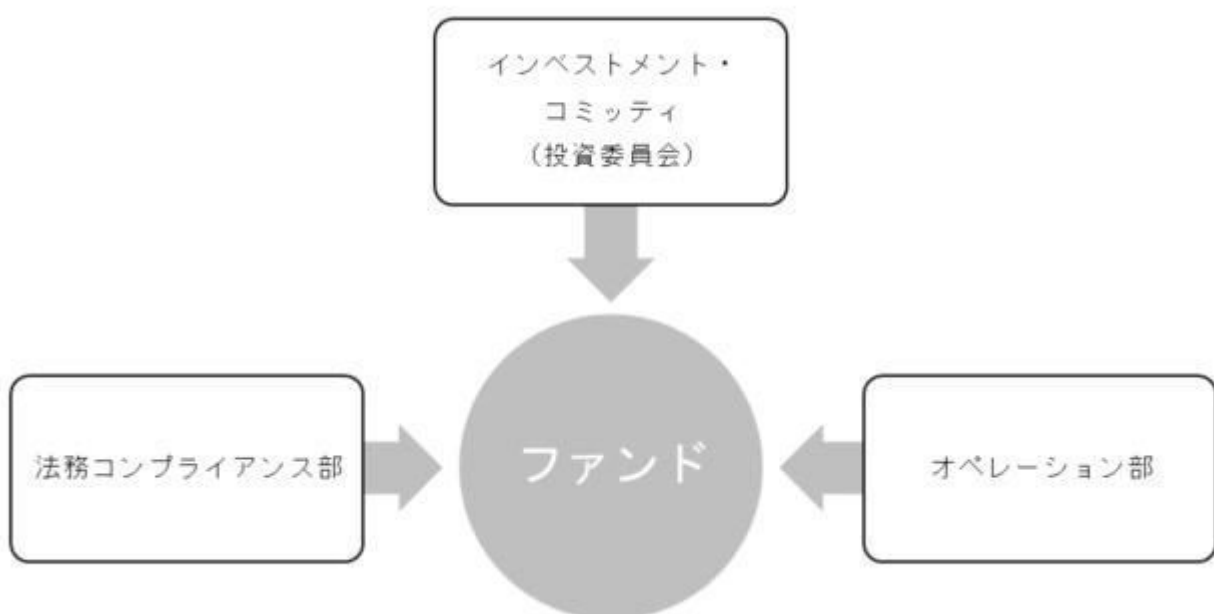 インベストメント・
コミッティ
(投資委員会)
法務コンプライアンス部
ファンド
オペレーション部